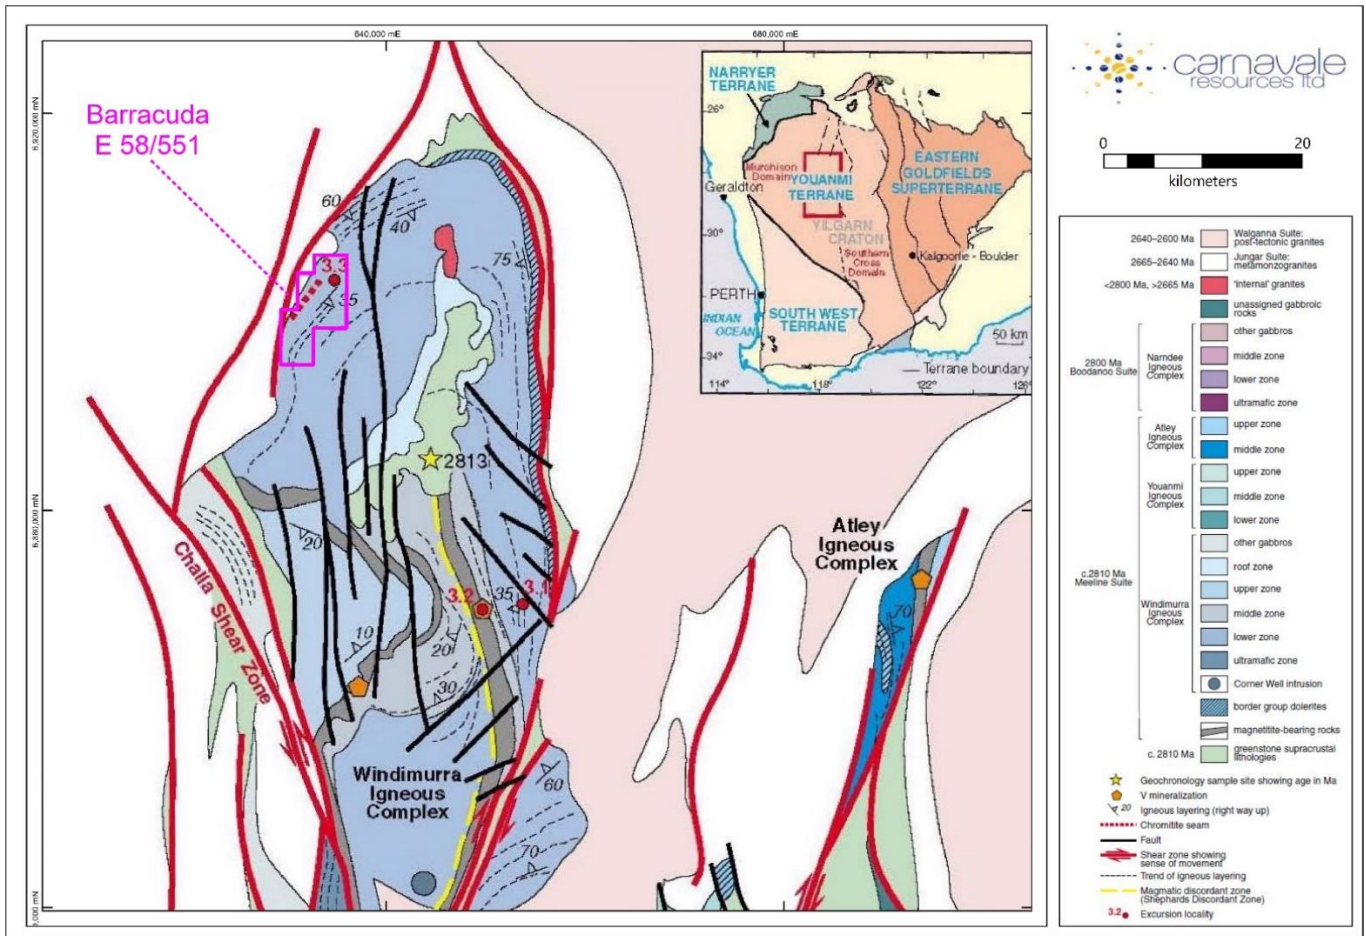 640,000 mE
680,000 mE
6,920,000 mN
6,880,000 mN
,000 mN
Barracuda
E 58/551
60
40
75
3.3
35
2813
20
Challa Shear Zone
10
3.2
35
3.1
20
30
Windimurra
Igneous
Complex
60
70
Atley
Igneous
Complex
70
NARRYER
TERRANE
26°
Murchison
Domain
YOUANMI
TERRANE
EASTERN
GOLDFIELDS
SUPERTERRANE
Geraldton
30°
YILGARN
CRATON
Southern
Cross
Domain
Kalgoorlie - Boulder
PERTH
INDIAN
OCEAN
SOUTH WEST
TERRANE
50 km
34°
Terrane boundary
114°
118°
122°
126°
carnavale
resources ltd
0
20
kilometers
2640–2600 Ma
Walganna Suite:
post-tectonic granites
2665–2640 Ma
Jungar Suite:
metamonzogranites
<2800 Ma, >2665 Ma
'internal' granites
unassigned gabbroic
rocks
2800 Ma
Boodanoo Suite
Narndee
Igneous
Complex
other gabbros
middle zone
lower zone
ultramafic zone
c.2810 Ma
Meeline Suite
Atley
Igneous
Complex
upper zone
middle zone
Youanmi
Igneous
Complex
upper zone
middle zone
lower zone
Windimurra
Igneous
Complex
other gabbros
roof zone
upper zone
middle zone
lower zone
ultramafic zone
Corner Well intrusion
border group dolerites
magnetitite-bearing rocks
c. 2810 Ma
greenstone supracrustal
lithologies
Geochronology sample site showing age in Ma
V mineralization
20
Igneous layering (right way up)
Chromitite seam
Fault
Shear zone showing
sense of movement
Trend of igneous layering
Magmatic discordant zone
(Shephards Discordant Zone)
3.2
Excursion locality